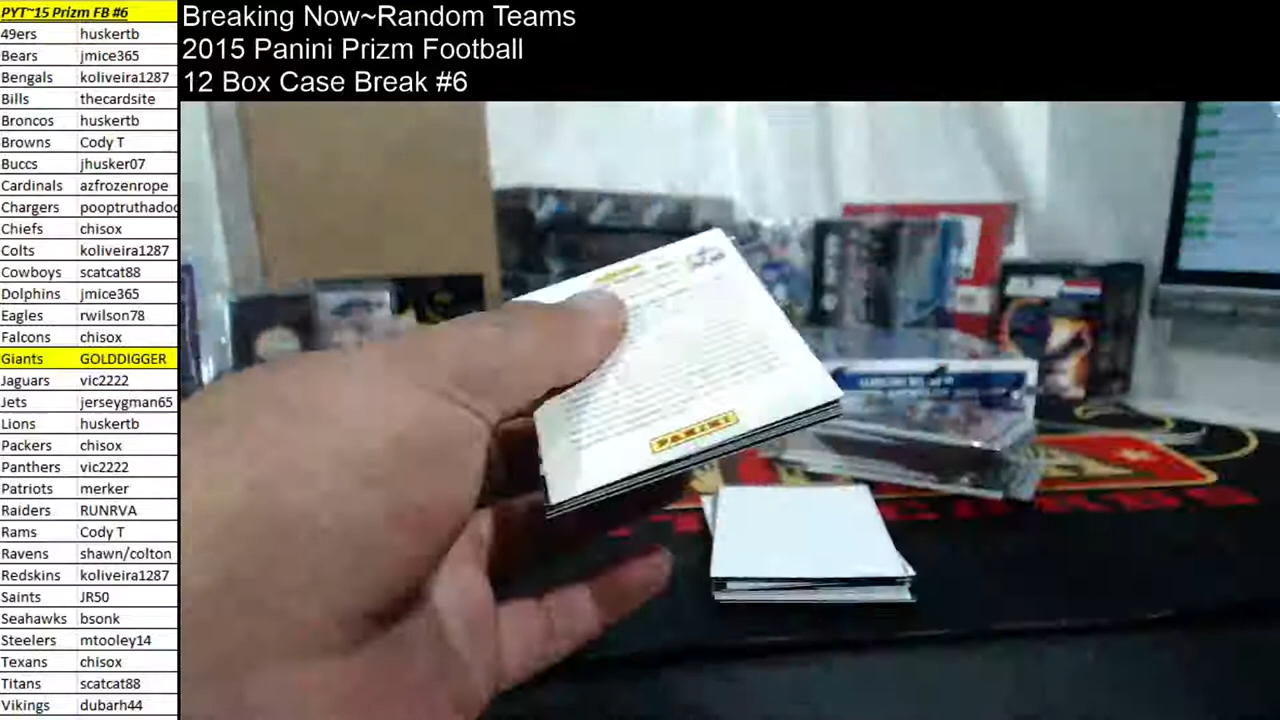 PYT~15 Prizm FB #6
49ers huskertb
Bears jmice365
Bengals koliveira1287
Bills thecardsite
Broncos huskertb
Browns Cody T
Buccs jhusker07
Cardinals azfrozenrope
Chargers pooptruthadoo
Chiefs chisox
Colts koliveira1287
Cowboys scatcat88
Dolphins jmice365
Eagles rwilson78
Falcons chisox
Giants GOLDDIGGER
Jaguars vic2222
Jets jerseygman65
Lions huskertb
Packers chisox
Panthers vic2222
Patriots merker
Raiders RUNRVA
Rams Cody T
Ravens shawn/colton
Redskins koliveira1287
Saints JR50
Seahawks bsonk
Steelers mtooley14
Texans chisox
Titans scatcat88
Vikings dubarh44
Breaking Now~Random Teams
2015 Panini Prizm Football
12 Box Case Break #6
PANINI